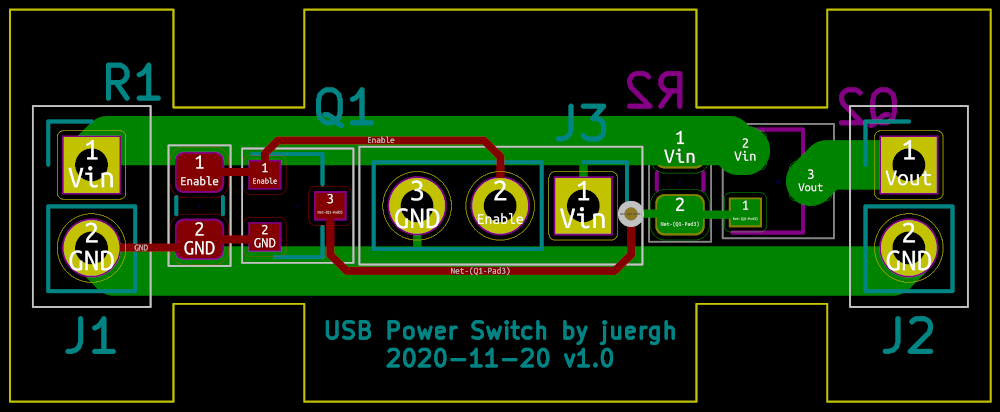 R1
Q1
J3
R2
Q2
1
Vin
1
Enable
1
Enable
Enable
3
Net-(Q1-Pad3)
3
GND
2
Enable
1
Vin
1
Vin
2
Vin
3
Vout
1
Vout
2
GND
GND
2
GND
2
GND
Net-(Q1-Pad3)
2
Net-(Q1-Pad3)
1
Net-(Q2-Pad1)
2
GND
J1
USB Power Switch by juergh
2020-11-20 v1.0
J2